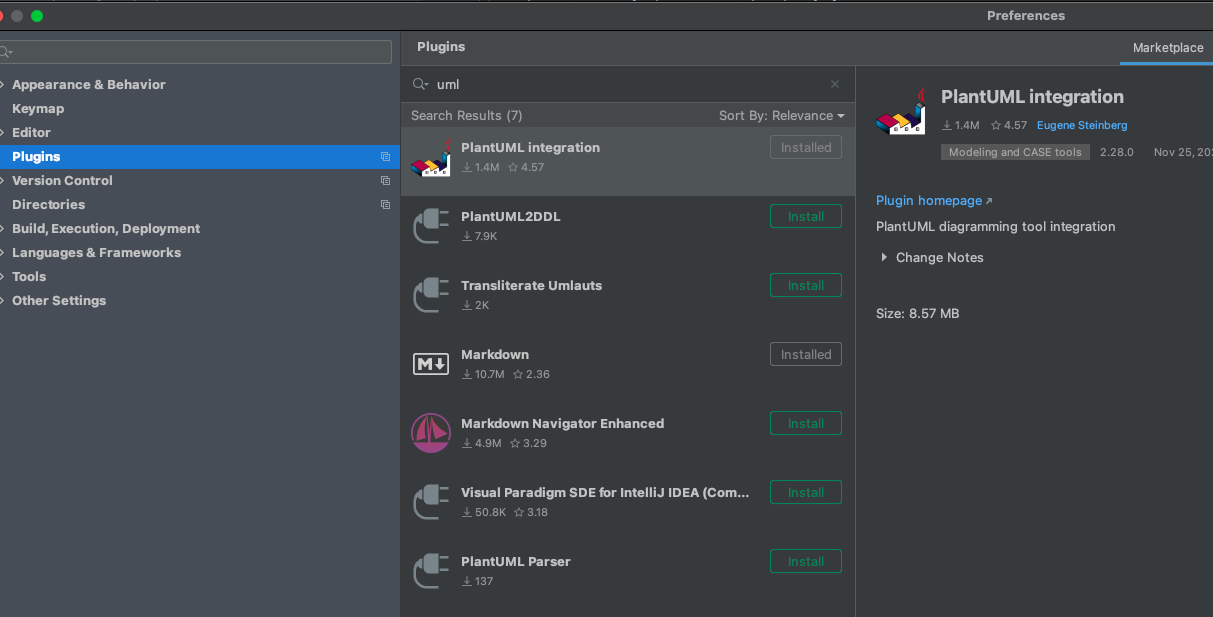 Preferences
Appearance & Behavior
Keymap
Editor
Plugins
Version Control
Directories
Build, Execution, Deployment
Languages & Frameworks
Tools
Other Settings
Plugins
Marketplace
uml
Search Results (7)
Sort By: Relevance
PlantUML integration
1.4M 4.57
Installed
PlantUML2DDL
7.9K
Install
Transliterate Umlauts
2K
Install
Markdown
10.7M 2.36
Installed
Markdown Navigator Enhanced
4.9M 3.29
Install
Visual Paradigm SDE for IntelliJ IDEA (Com...
50.8K 3.18
Install
PlantUML Parser
137
Install
PlantUML integration
1.4M 4.57 Eugene Steinberg
Modeling and CASE tools 2.28.0 Nov 25,
Plugin homepage
PlantUML diagramming tool integration
Change Notes
Size: 8.57 MB